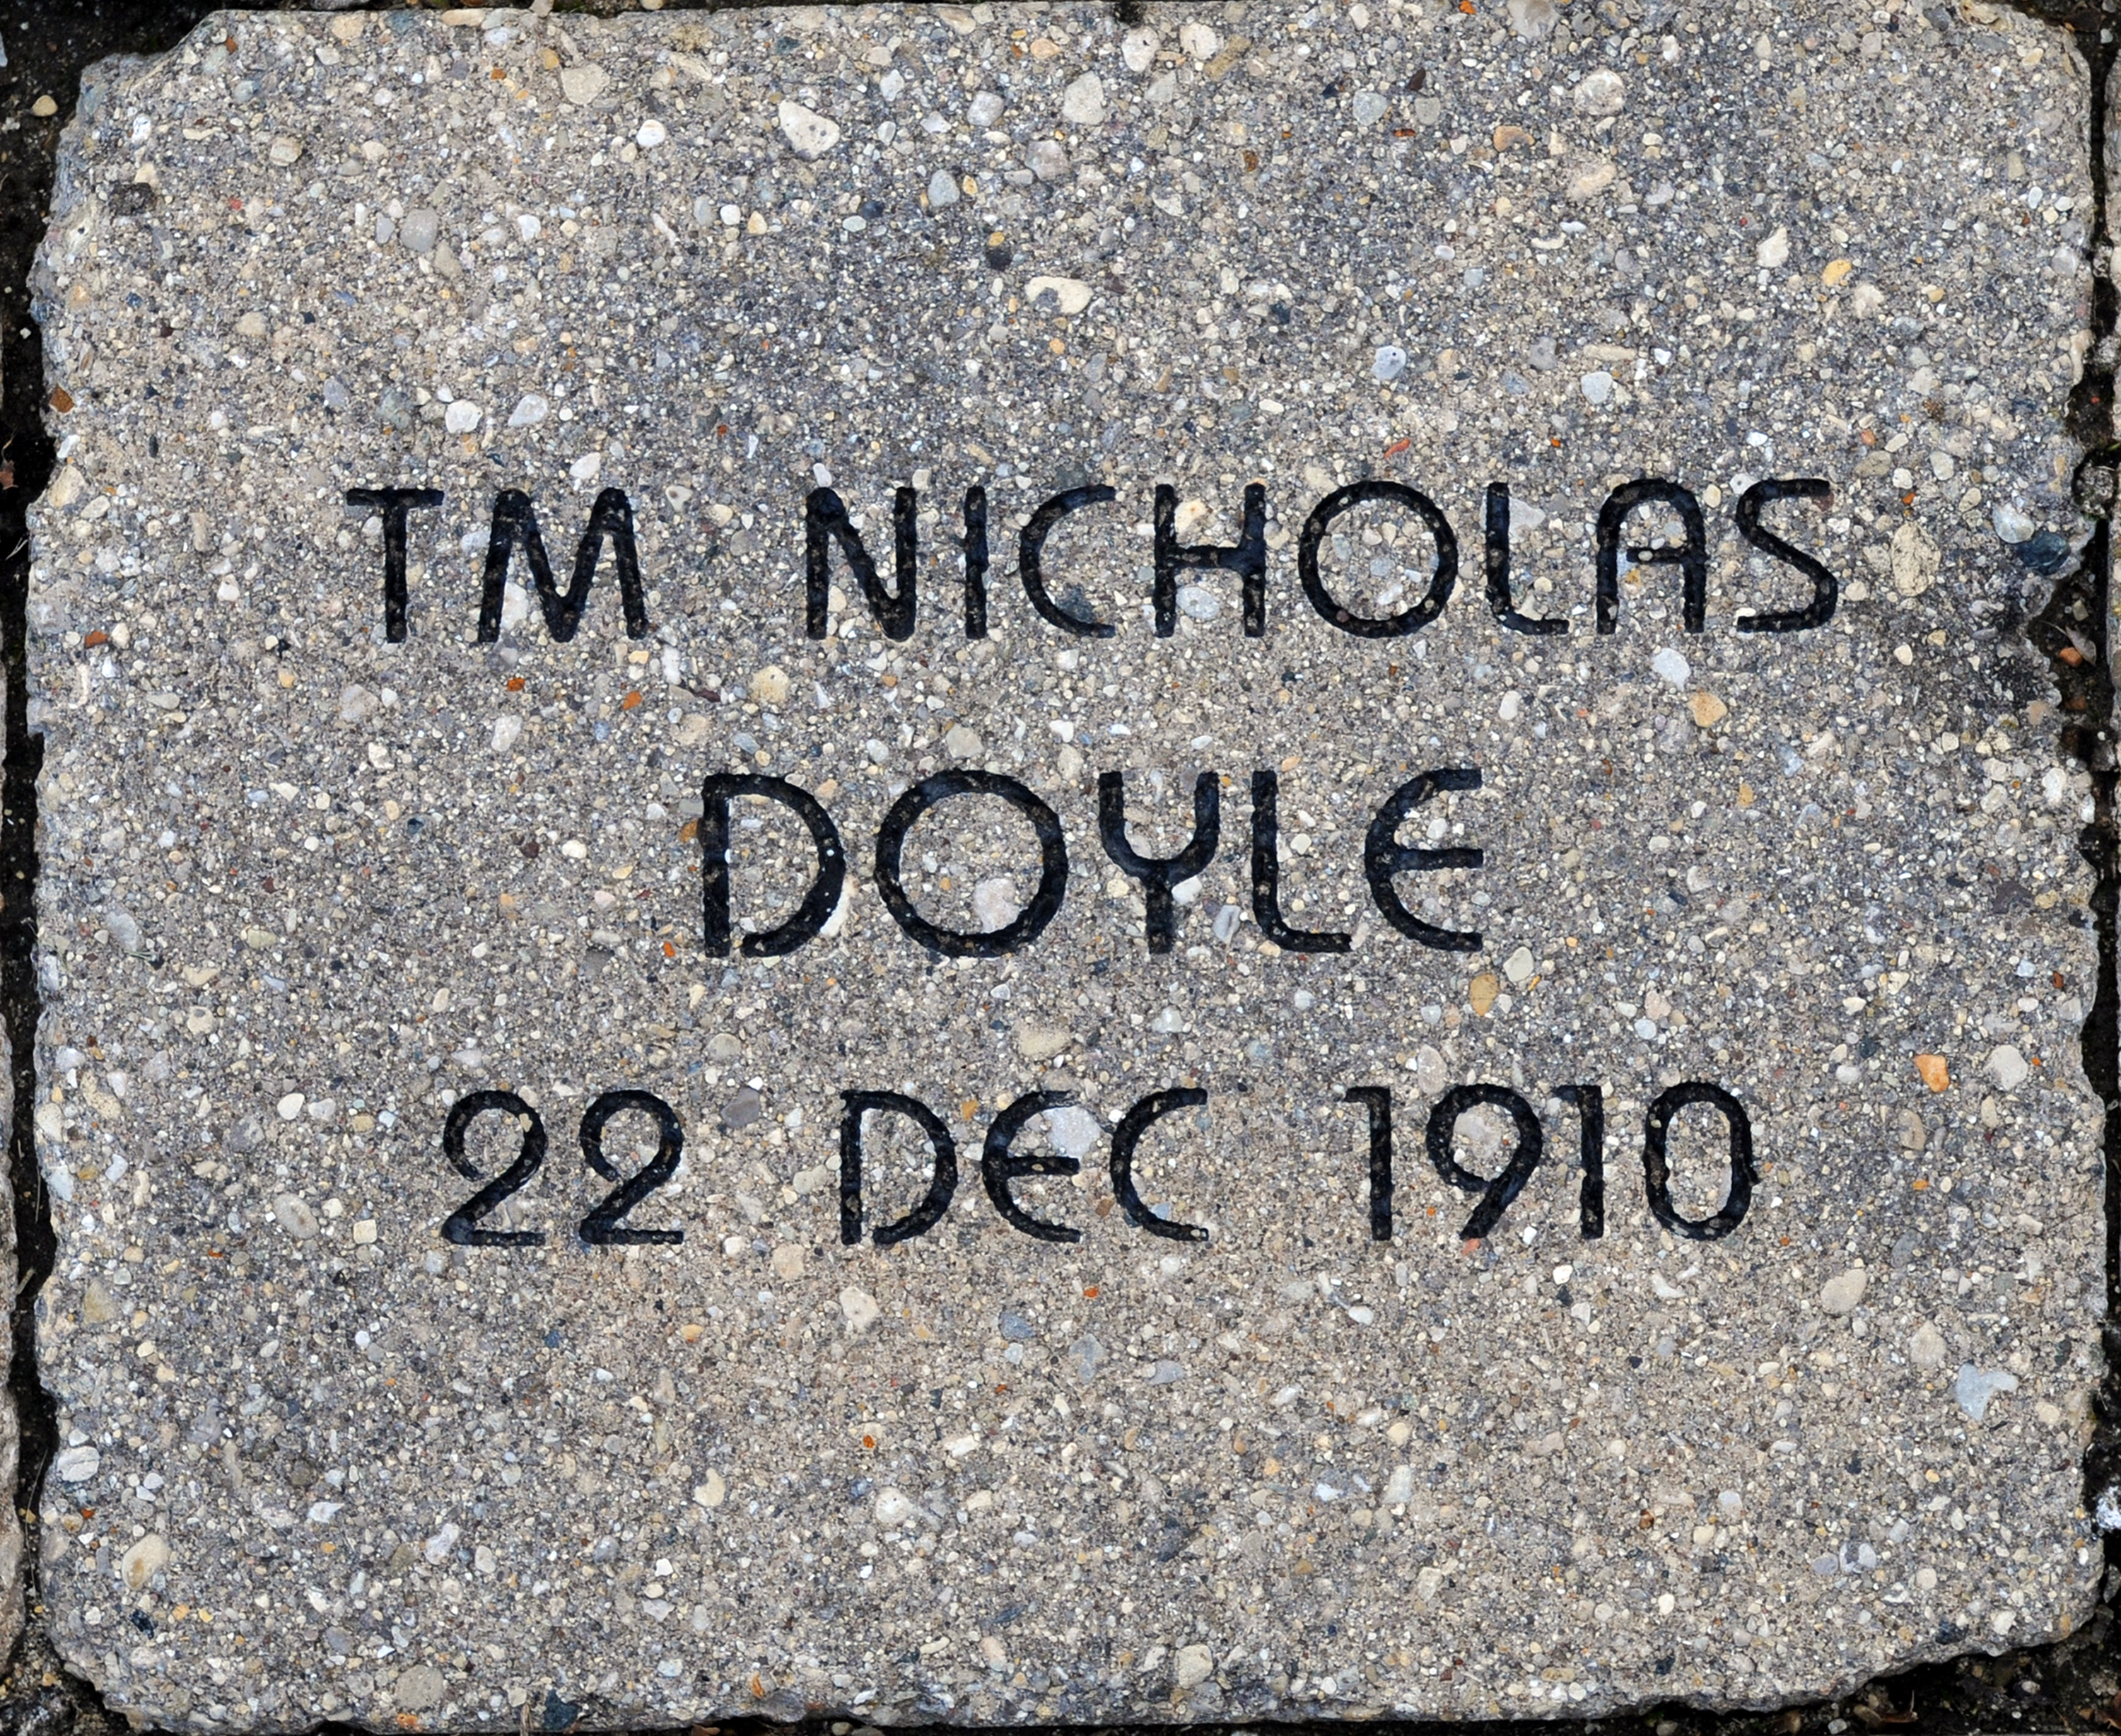 TM NICHOLAS
DOYLE
22 DEC 1910